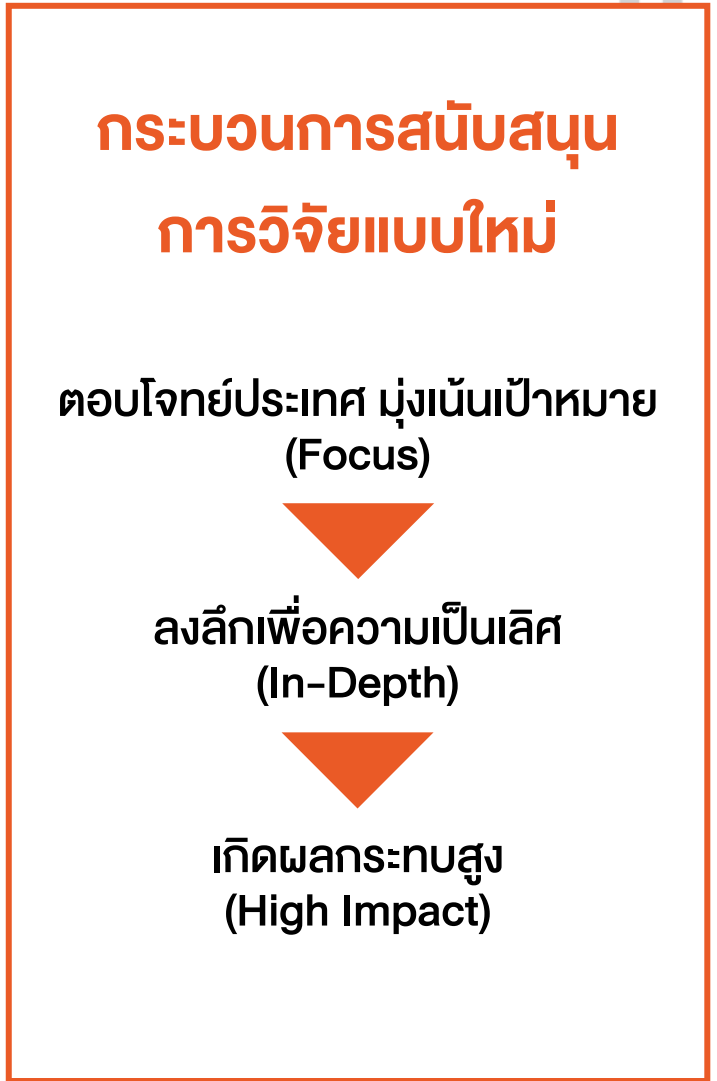 กระบวนการสนับสนุน
การวิจัยแบบใหม่
ตอบโจทย์ประเทศ มุ่งเน้นเป้าหมาย
(Focus)
ลงลึกเพื่อความเป็นเลิศ
(In-Depth)
เกิดผลกระทบสูง
(High Impact)